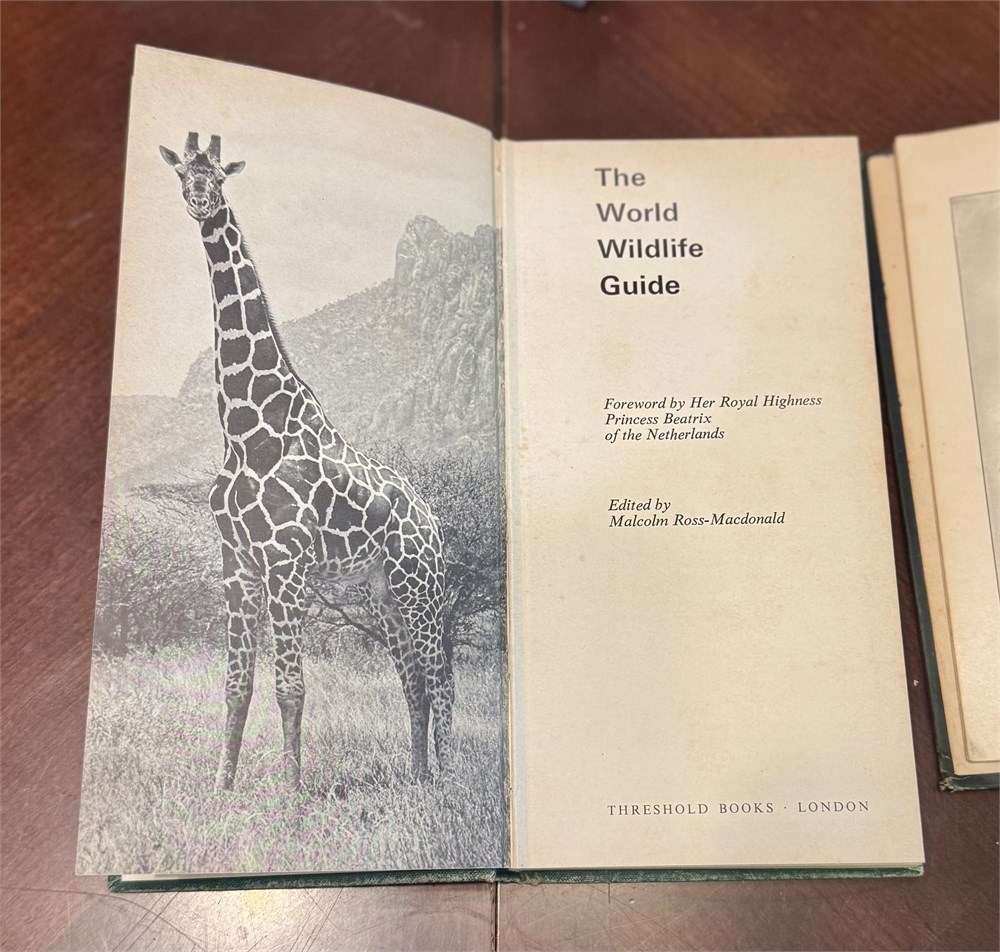 The
World
Wildlife
Guide
Foreword by Her Royal Highness
Princess Beatrix
of the Netherlands
Edited by
Malcolm Ross-Macdonald
THRESHOLD BOOKS · LONDON